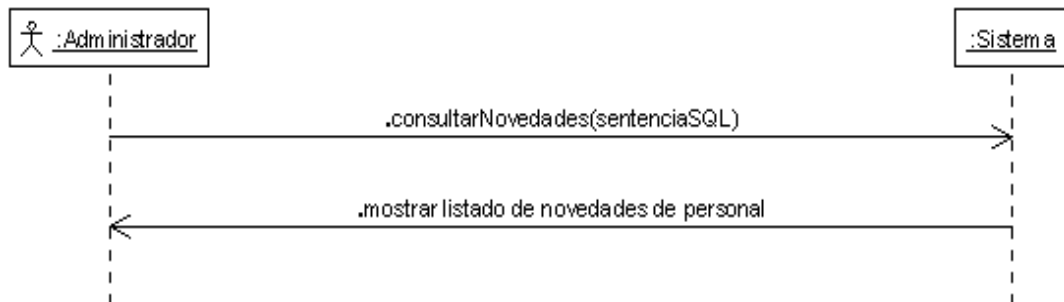 :Administrador
:Sistema
.consultarNovedades(sentenciaSQL)
.mostrar listado de novedades de personal